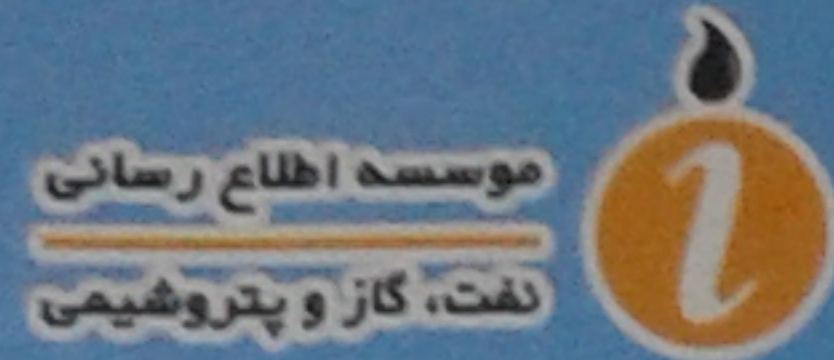 موسسه اطلاع رسانی
نفت، گاز و پتروشیمی
i